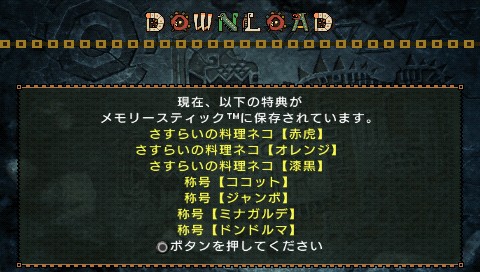 DOWNLOAD
現在、以下の特典が
メモリースティック™に保存されています。
さすらいの料理ネコ【赤虎】
さすらいの料理ネコ【オレンジ】
さすらいの料理ネコ【漆黒】
称号【ココット】
称号【ジャンボ】
称号【ミナガルデ】
称号【ドンドルマ】
○ボタンを押してください